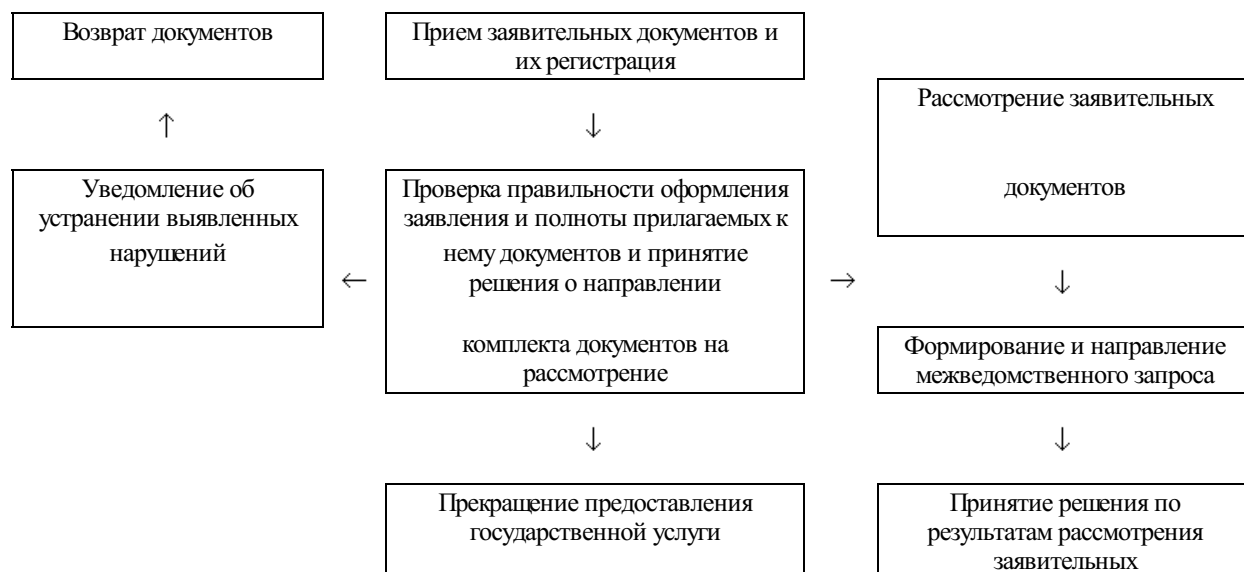 Возврат документов
Прием заявительных документов и
их регистрация
Рассмотрение заявительных
документов
↑
↓
Уведомление об
устранении выявленных
нарушений
Проверка правильности оформления
заявления и полноты прилагаемых к
нему документов и принятие
решения о направлении
комплекта документов на
рассмотрение
←
→
↓
Формирование и направление
межведомственного запроса
↓
↓
Прекращение предоставления
государственной услуги
Принятие решения по
результатам рассмотрения
заявительных